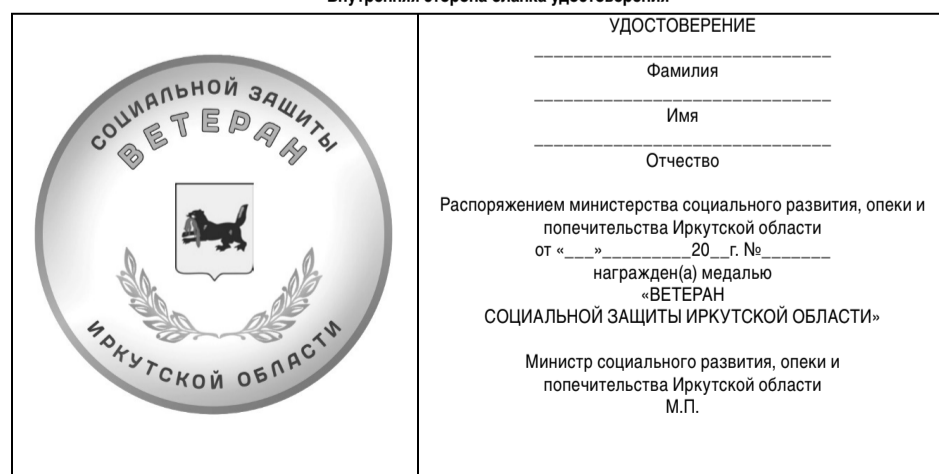 Внутренняя сторона бланка удостоверения
СОЦИАЛЬНОЙ ЗАЩИТЫ
ВЕТЕРАН
ИРКУТСКОЙ ОБЛАСТИ
УДОСТОВЕРЕНИЕ
______________________________
Фамилия
______________________________
Имя
______________________________
Отчество
Распоряжением министерства социального развития, опеки и
попечительства Иркутской области
от «___»_________20__г. №_______
награжден(а) медалью
«ВЕТЕРАН
СОЦИАЛЬНОЙ ЗАЩИТЫ ИРКУТСКОЙ ОБЛАСТИ»
Министр социального развития, опеки и
попечительства Иркутской области
М.П.